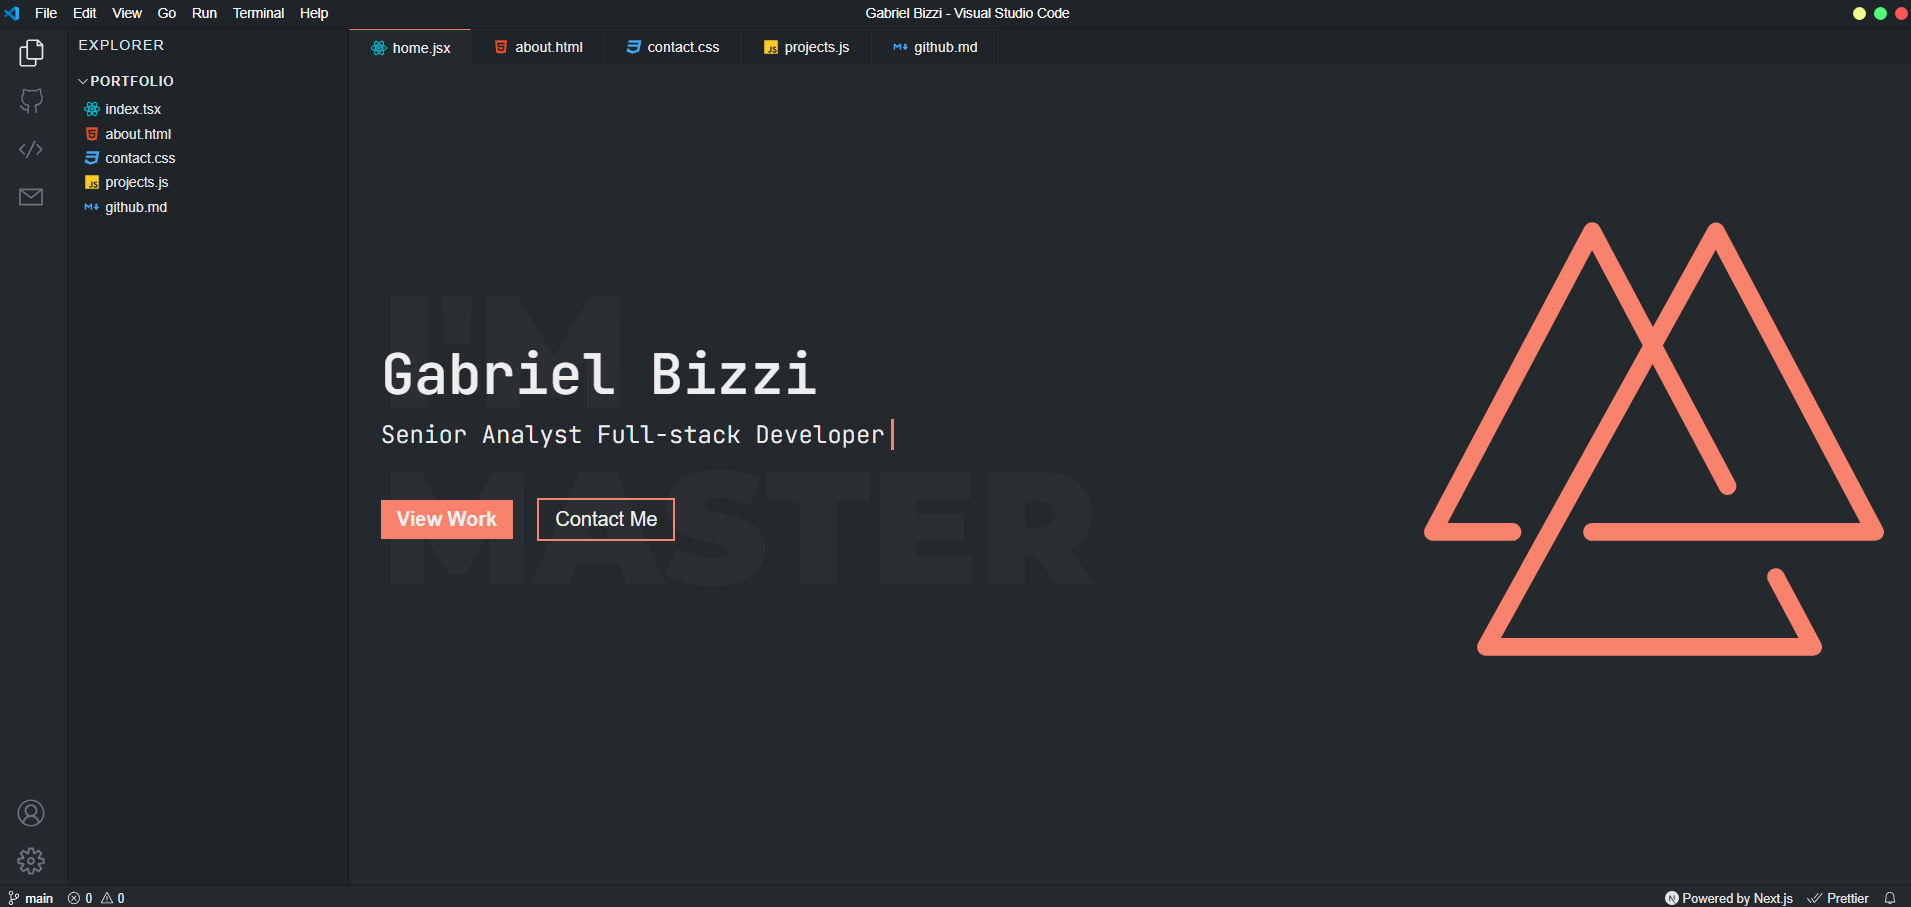 File Edit View Go Run Terminal Help
Gabriel Bizzi - Visual Studio Code
EXPLORER
PORTFOLIO
index.tsx
about.html
contact.css
projects.js
github.md
home.jsx about.html contact.css projects.js github.md
I'M
Gabriel Bizzi
Senior Analyst Full-stack Developer
MASTER
View Work Contact Me
main 0 0
Powered by Next.js Prettier